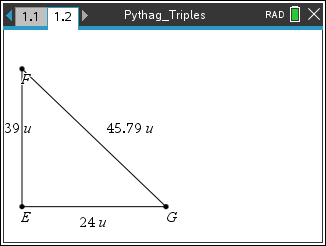 1.1 1.2 Pythag_Triples RAD
F
39 u 45.79 u
E G
24 u